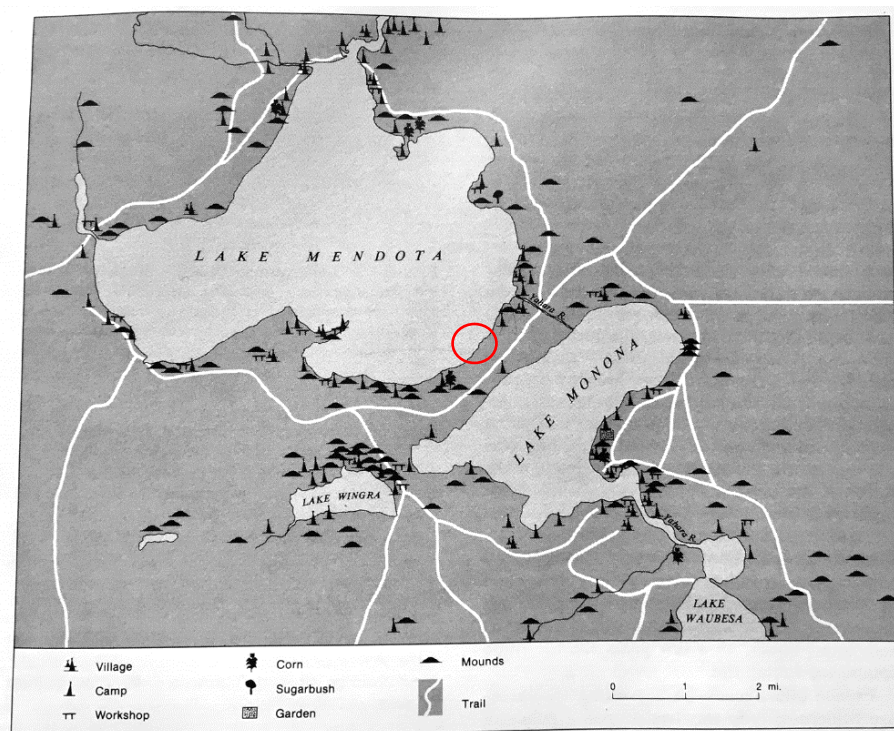 LAKE MENDOTA
Yahara R.
LAKE MONONA
LAKE WINGRA
Yahara R.
LAKE
WAUBESA
Village
Camp
Workshop
Corn
Sugarbush
Garden
Mounds
Trail
0 1 2 mi.